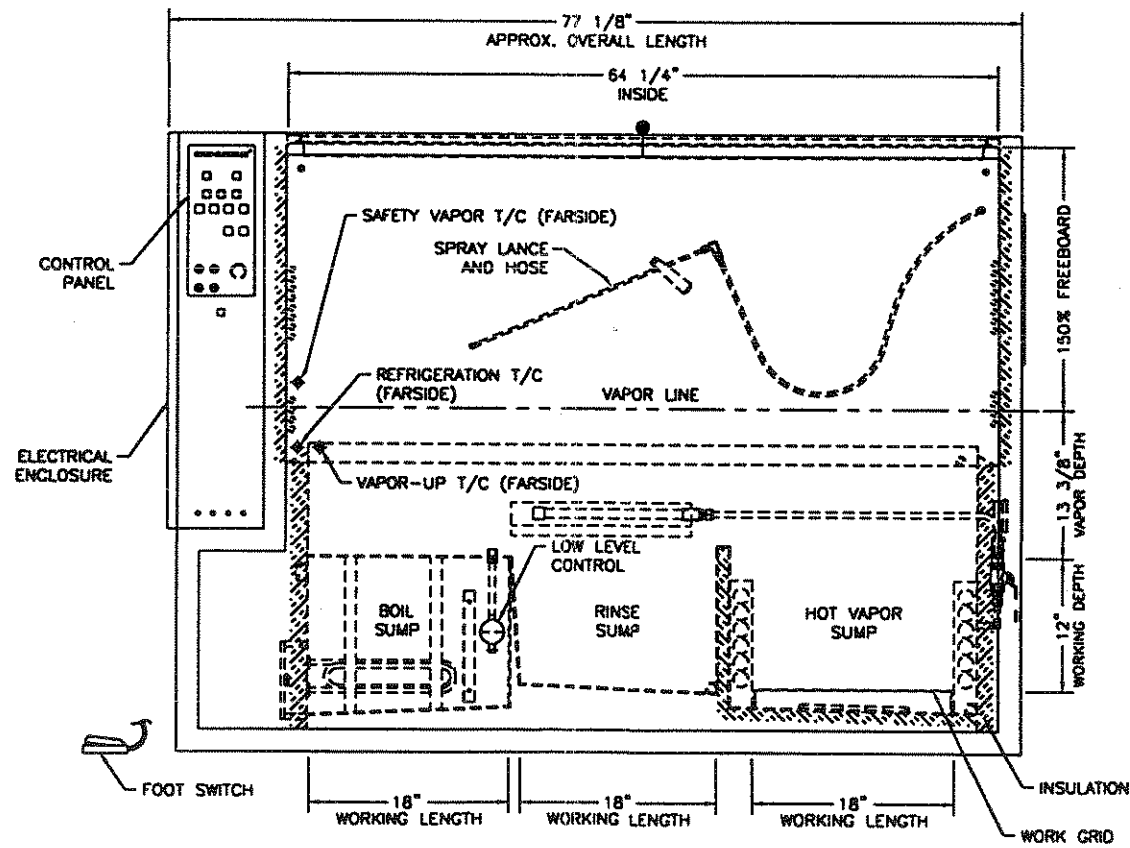 77 1/8"
APPROX. OVERALL LENGTH
64 1/4"
INSIDE
SAFETY VAPOR T/C (FARSIDE)
SPRAY LANCE
AND HOSE
CONTROL
PANEL
150% FREEBOARD
REFRIGERATION T/C
(FARSIDE)
VAPOR LINE
ELECTRICAL
ENCLOSURE
VAPOR-UP T/C (FARSIDE)
13 3/8"
VAPOR DEPTH
LOW LEVEL
CONTROL
BOIL
SUMP
RINSE
SUMP
HOT VAPOR
SUMP
12"
WORKING DEPTH
FOOT SWITCH
18"
WORKING LENGTH
18"
WORKING LENGTH
18"
WORKING LENGTH
INSULATION
WORK GRID